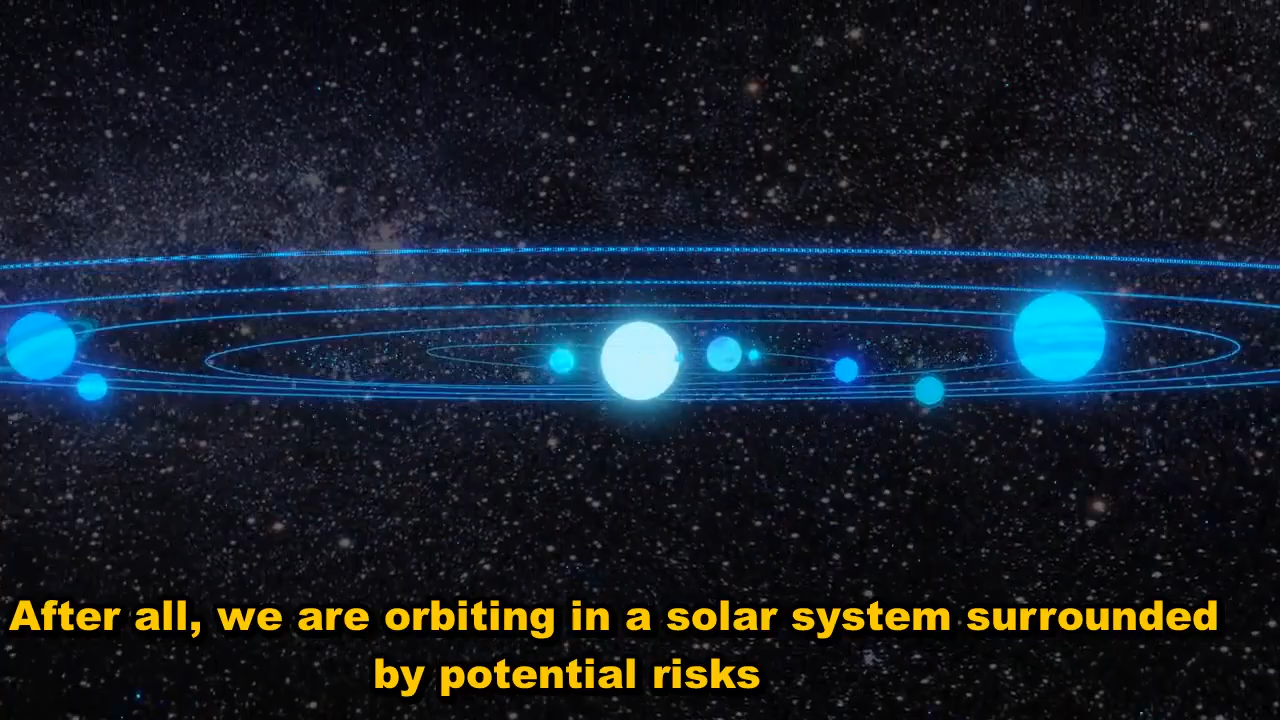 After all, we are orbiting in a solar system surrounded
by potential risks